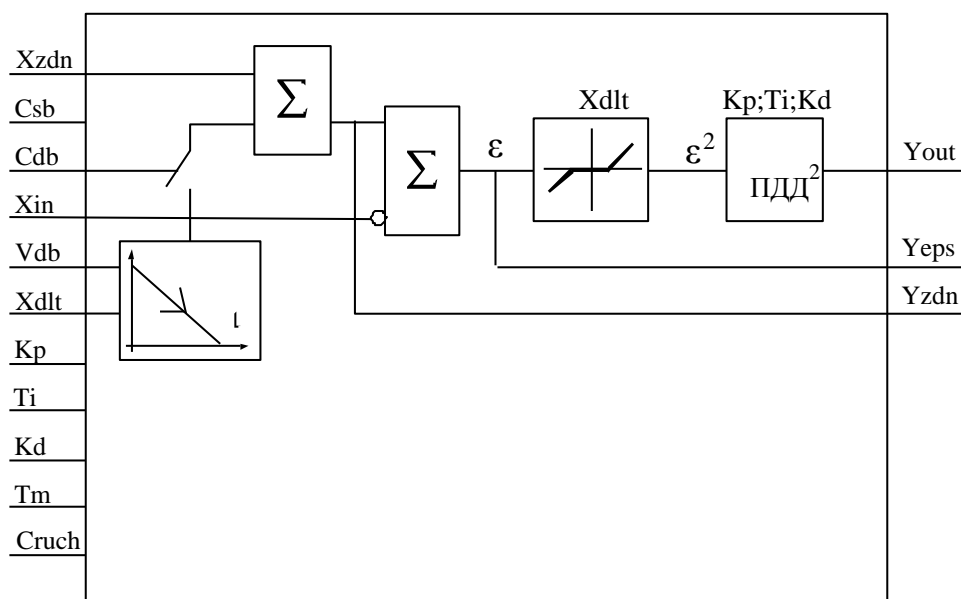 Xzdn
Csb
Cdb
Xin
Vdb
Xdlt
Kp
Ti
Kd
Tm
Cruch
Σ
Σ
ε
Xdlt
ε²
Kp;Ti;Kd
ПДД²
Yout
Yeps
Yzdn